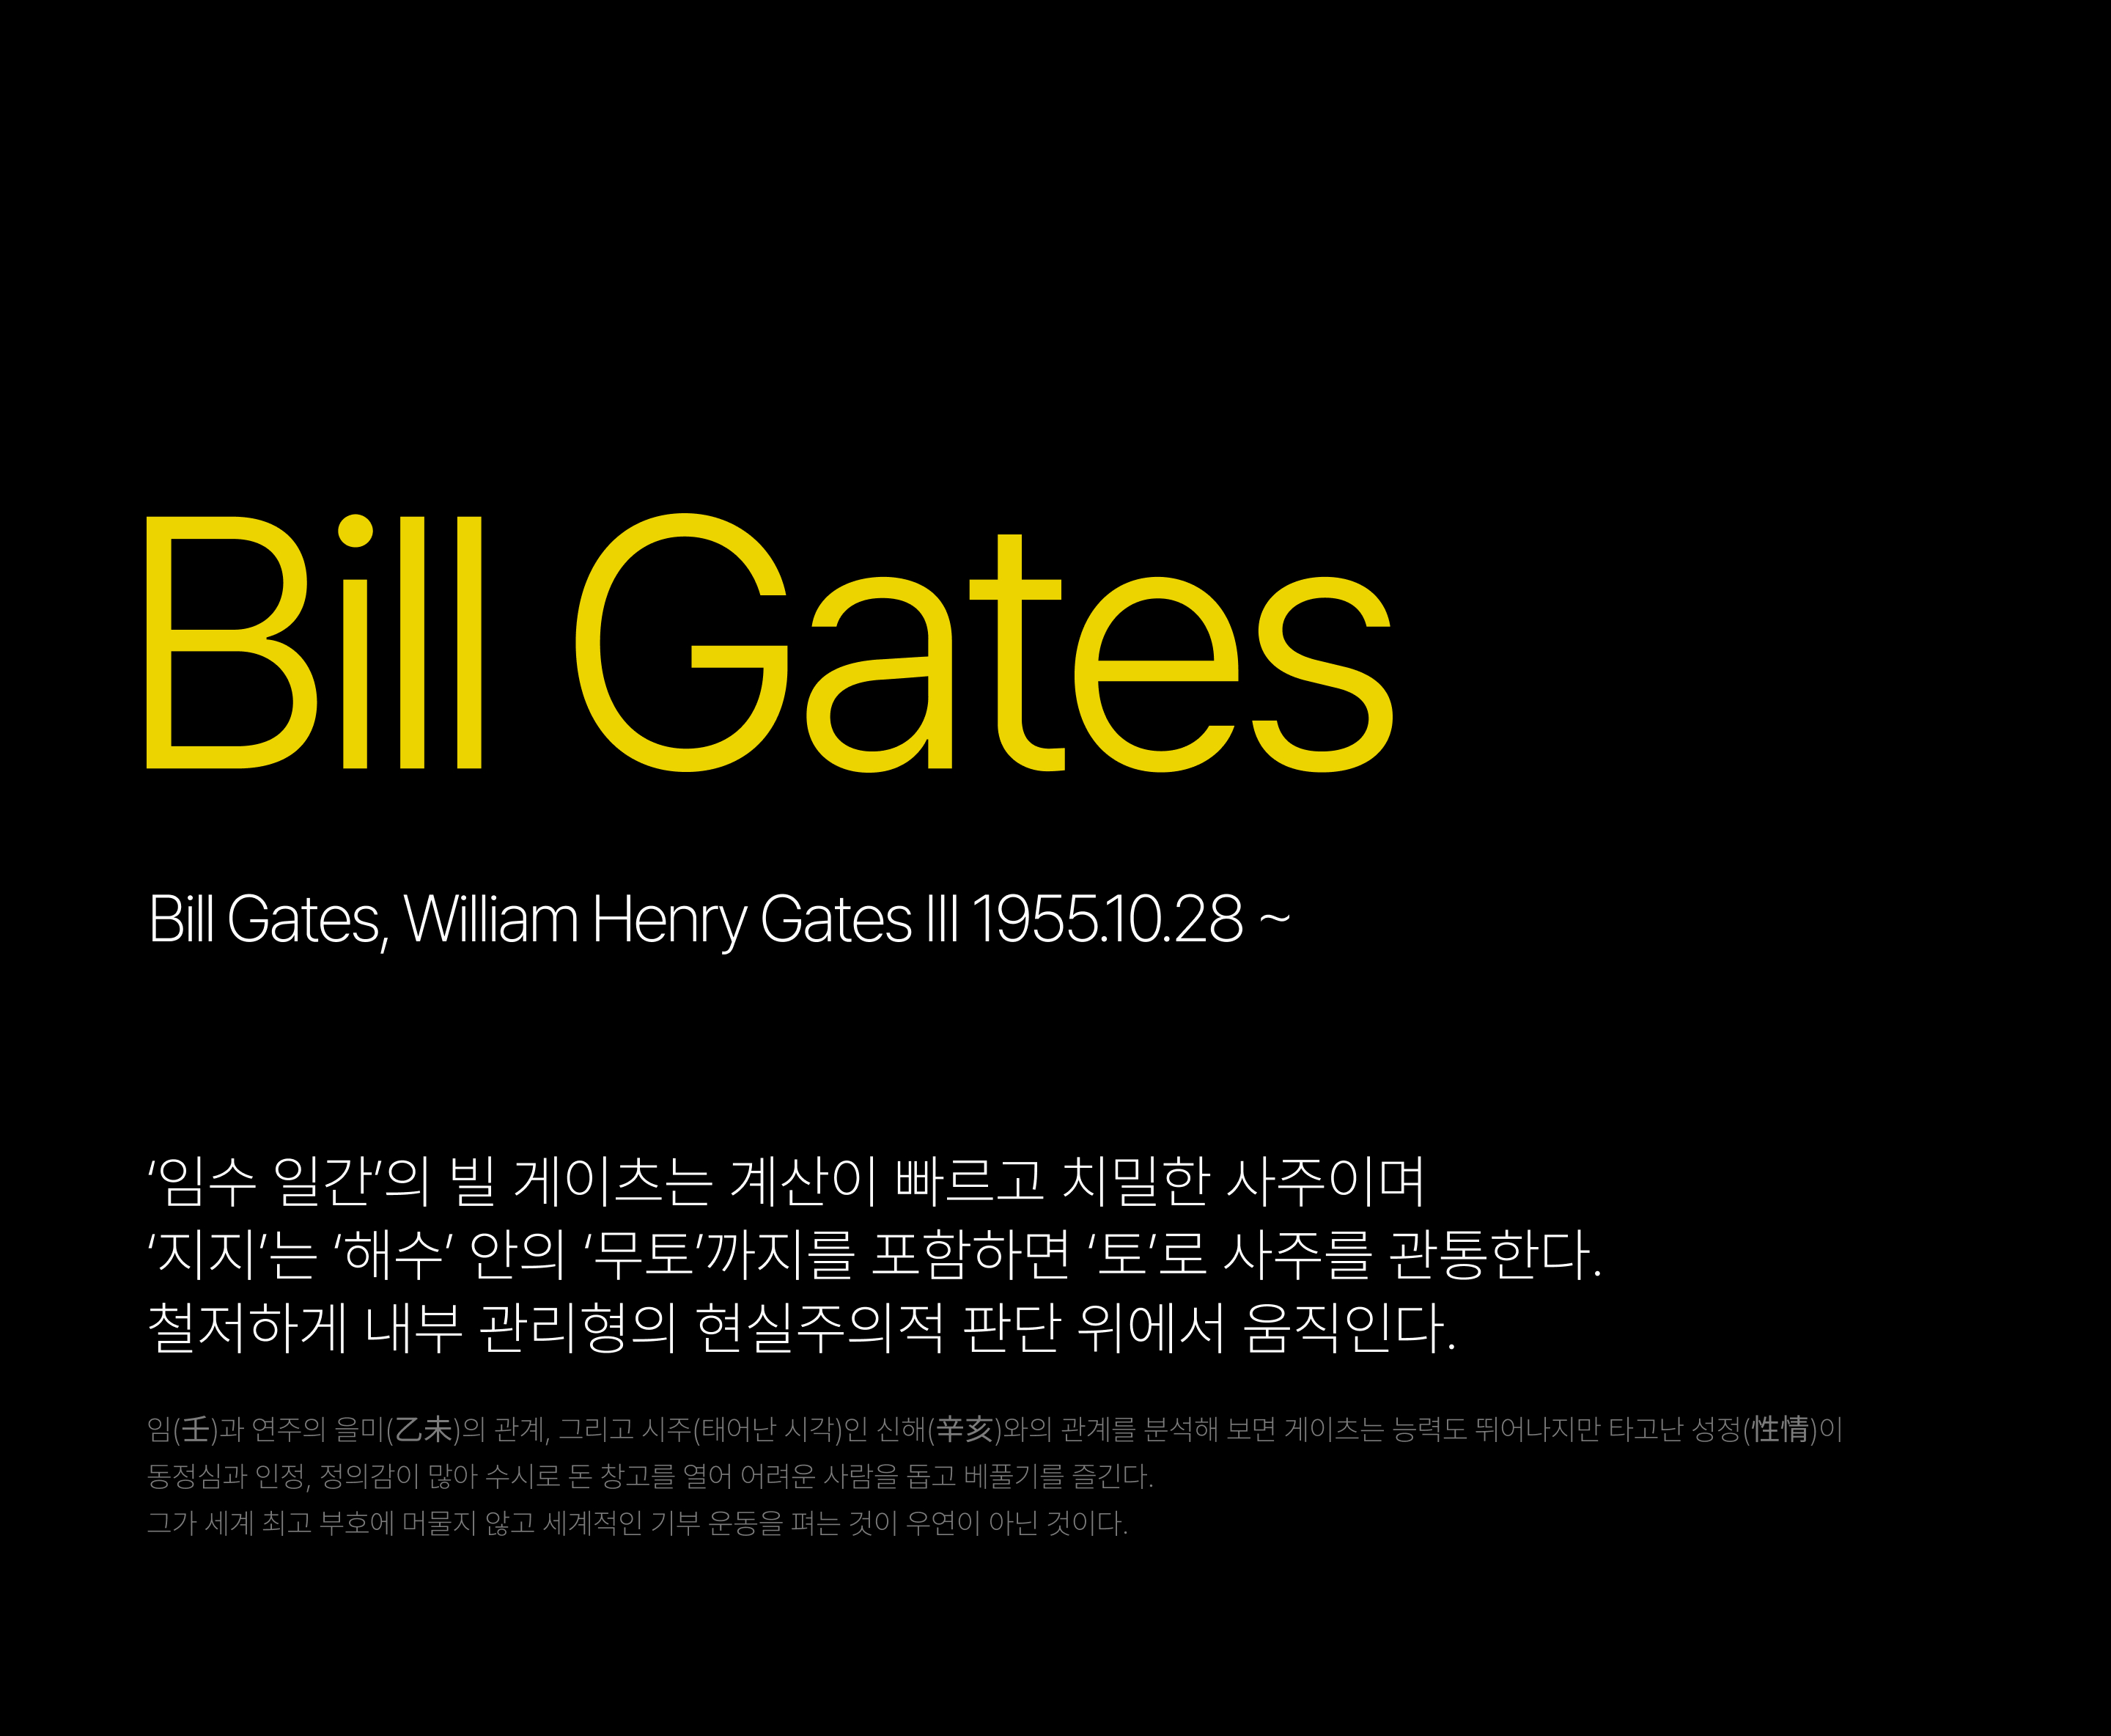 Bill Gates
Bill Gates, William Henry Gates III 1955.10.28 ~
‘임수 일간’의 빌 게이츠는 계산이 빠르고 치밀한 사주이며
‘지지’는 ‘해수’ 안의 ‘무토’까지를 포함하면 ‘토’로 사주를 관통한다.
철저하게 내부 관리형의 현실주의적 판단 위에서 움직인다.
임(壬)과 연주의 을미(乙未)의 관계, 그리고 시주(태어난시각)의 신해(辛亥)와의 관계를 분석해 보면 게이츠는 능력도 뛰어나지만 타고난 성정(性情)이
동정심과 인정, 정의감이 많아 수시로 돈 창고를 열어 어려운 사람을 돕고 베풀기를 즐긴다.
그가 세계 최고 부호에 머물지 않고 세계적인 기부 운동을 펴는 것이 우연이 아닌 것이다.